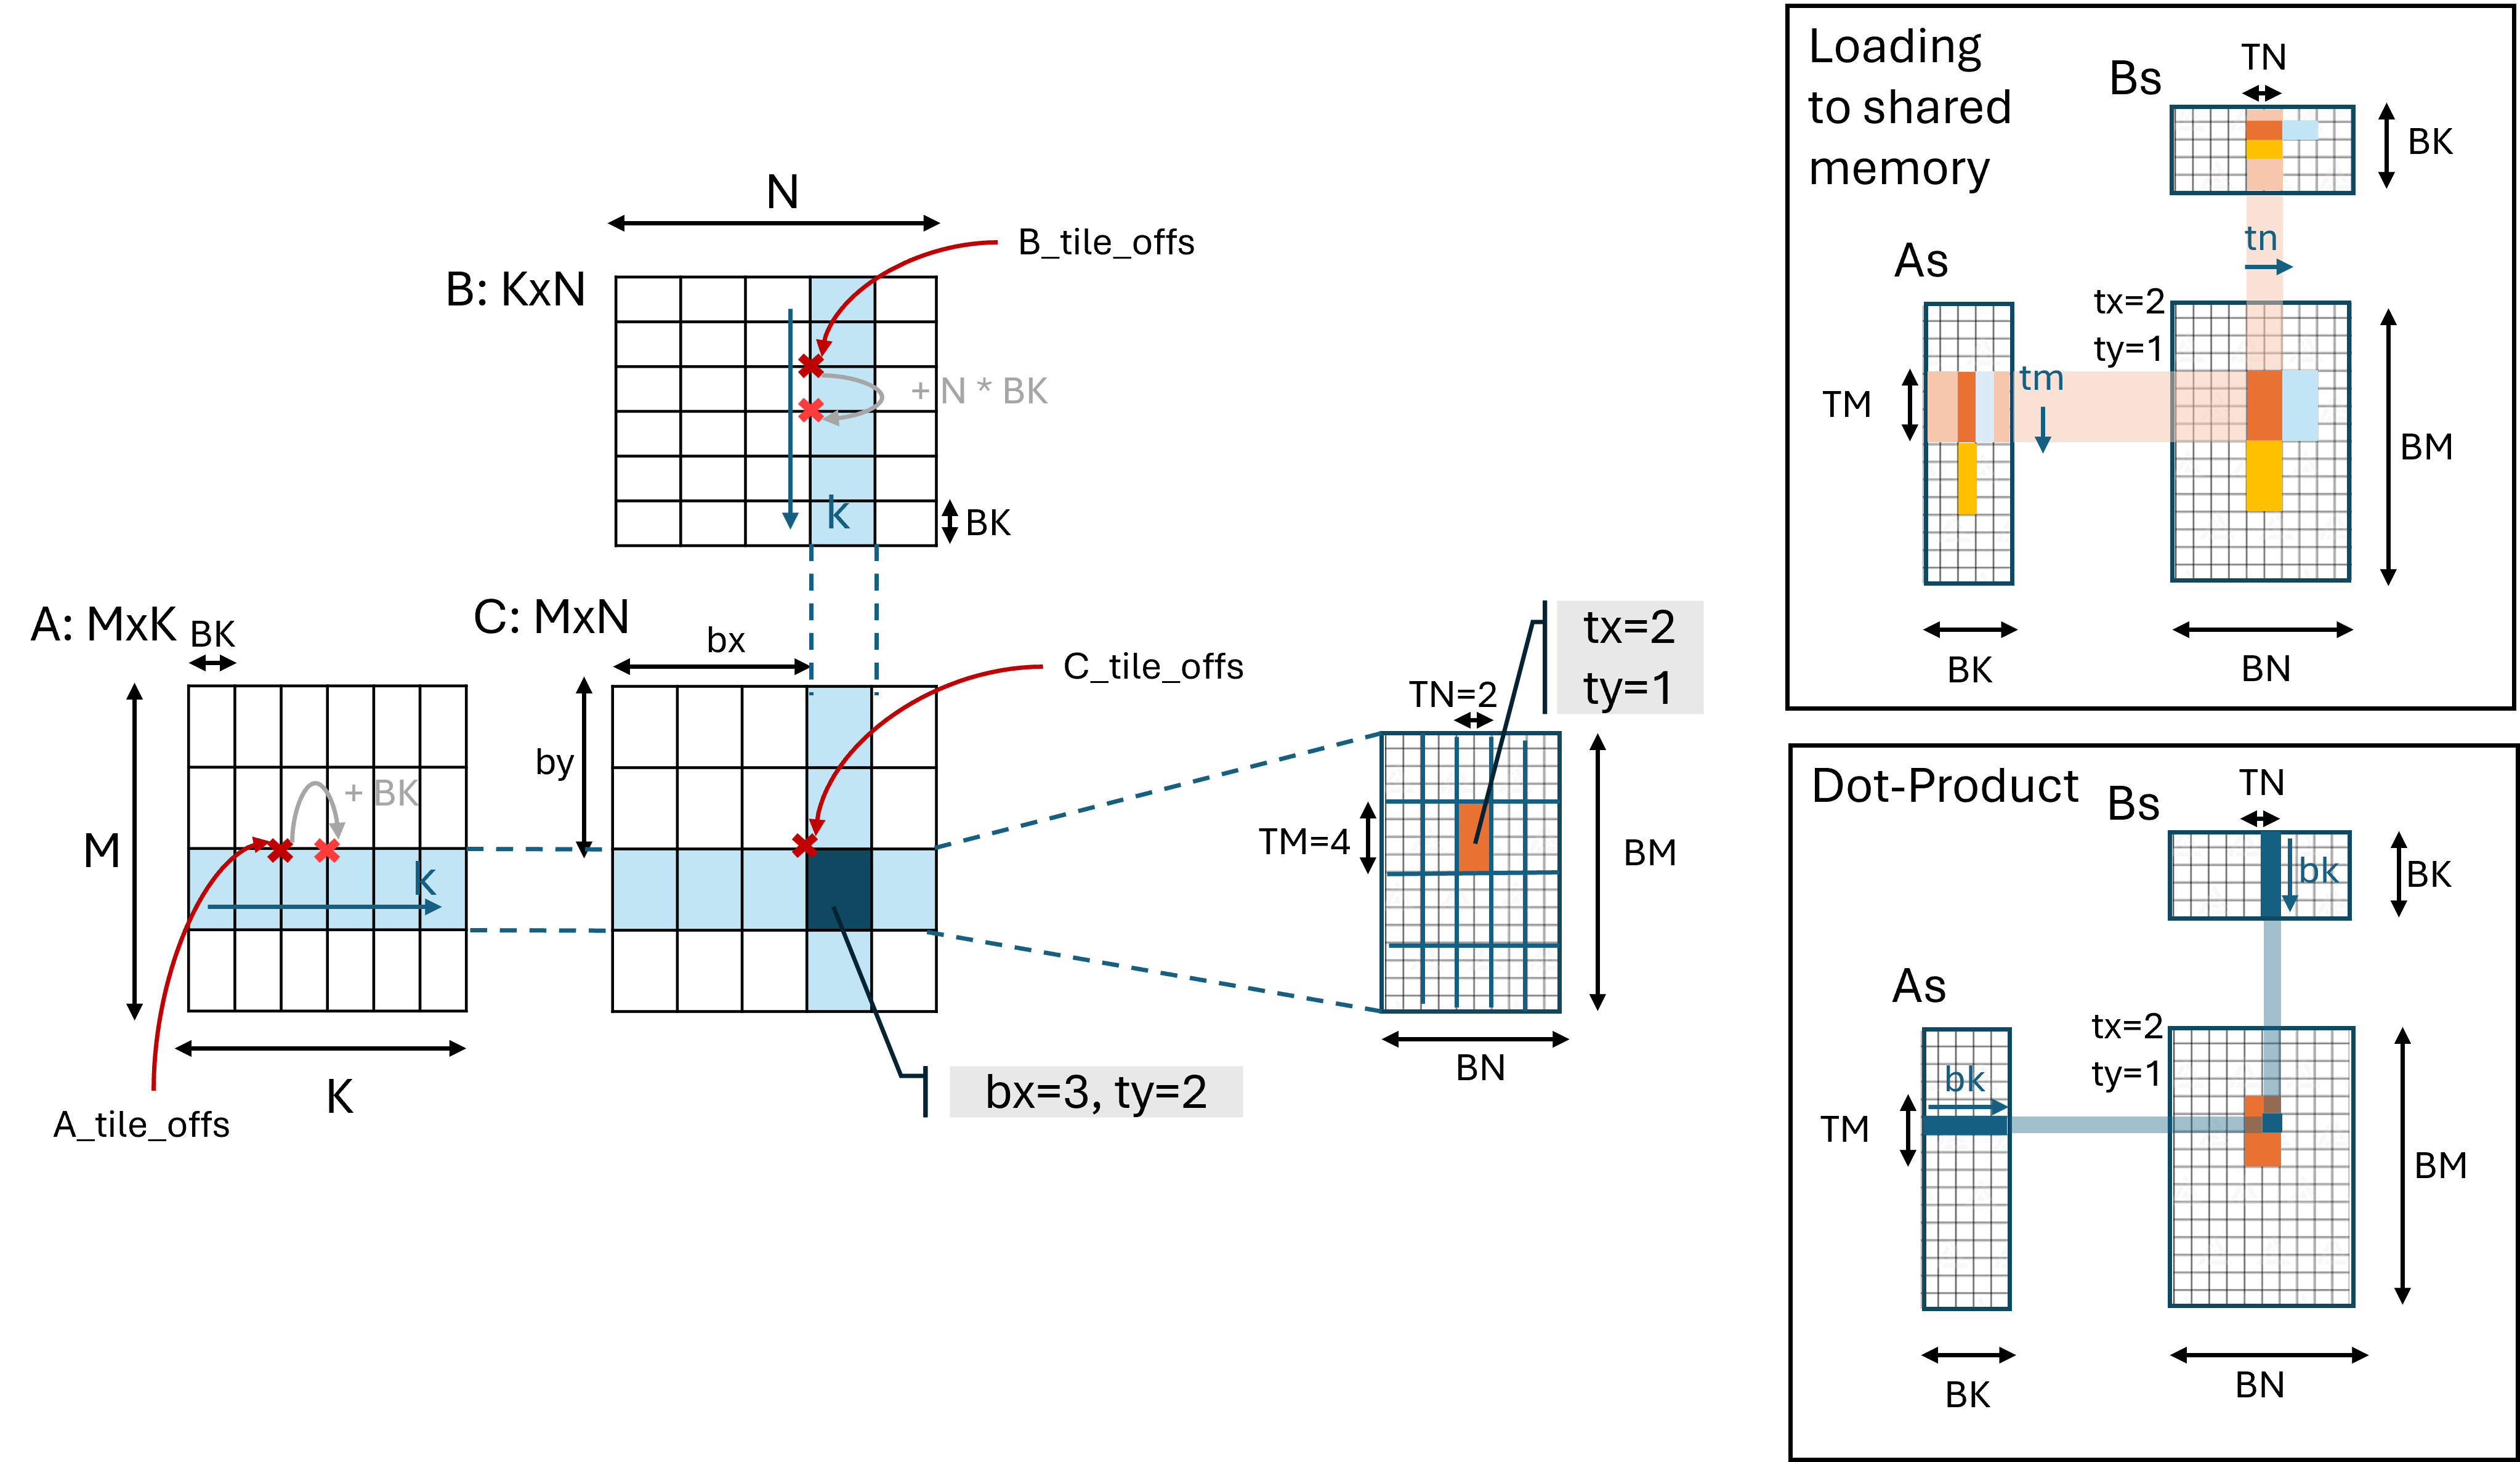 N
B_tile_offs
B: KxN
+ N * BK
k
BK
A: MxK
BK
C: MxN
bx
C_tile_offs
by
+ BK
M
k
K
A_tile_offs
bx=3, ty=2
tx=2
ty=1
TN=2
TM=4
BM
BN
Loading
to shared
memory
Bs
TN
BK
tn
As
tx=2
ty=1
tm
TM
BM
BK
BN
Dot-Product
Bs
TN
bk
BK
As
tx=2
ty=1
bk
TM
BM
BK
BN